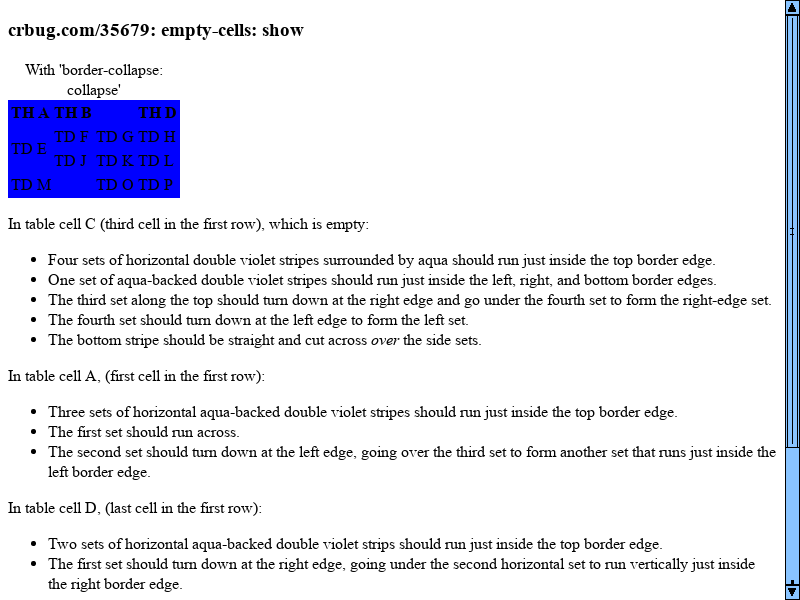 crbug.com/35679: empty-cells: show
With 'border-collapse:
collapse'
TH A TH B TH D
TD E TD F TD G TD H
TD J TD K TD L
TD M TD O TD P
In table cell C (third cell in the first row), which is empty:
• Four sets of horizontal double violet stripes surrounded by aqua should run just inside the top border edge.
• One set of aqua-backed double violet stripes should run just inside the left, right, and bottom border edges.
• The third set along the top should turn down at the right edge and go under the fourth set to form the right-edge set.
• The fourth set should turn down at the left edge to form the left set.
• The bottom stripe should be straight and cut across over the side sets.
In table cell A, (first cell in the first row):
• Three sets of horizontal aqua-backed double violet stripes should run just inside the top border edge.
• The first set should run across.
• The second set should turn down at the left edge, going over the third set to form another set that runs just inside the
left border edge.
In table cell D, (last cell in the first row):
• Two sets of horizontal aqua-backed double violet strips should run just inside the top border edge.
• The first set should turn down at the right edge, going under the second horizontal set to run vertically just inside
the right border edge.